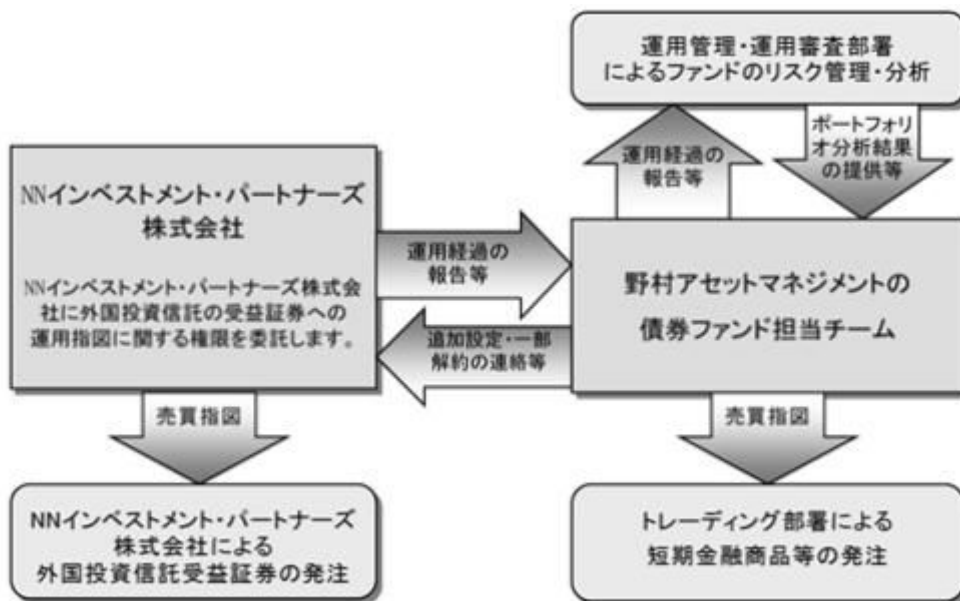 運用管理・運用審査部署
によるファンドのリスク管理・分析
運用経過の
報告等
ポートフォリ
オ分析結果
の提供等
NNインベストメント・パートナーズ
株式会社
NNインベストメント・パートナーズ株式会
社に外国投資信託の受益証券への
運用指図に関する権限を委託します。
運用経過の
報告等
追加設定・一部
解約の連絡等
野村アセットマネジメントの
債券ファンド担当チーム
売買指図
売買指図
NNインベストメント・パートナーズ
株式会社による
外国投資信託受益証券の発注
トレーディング部署による
短期金融商品等の発注